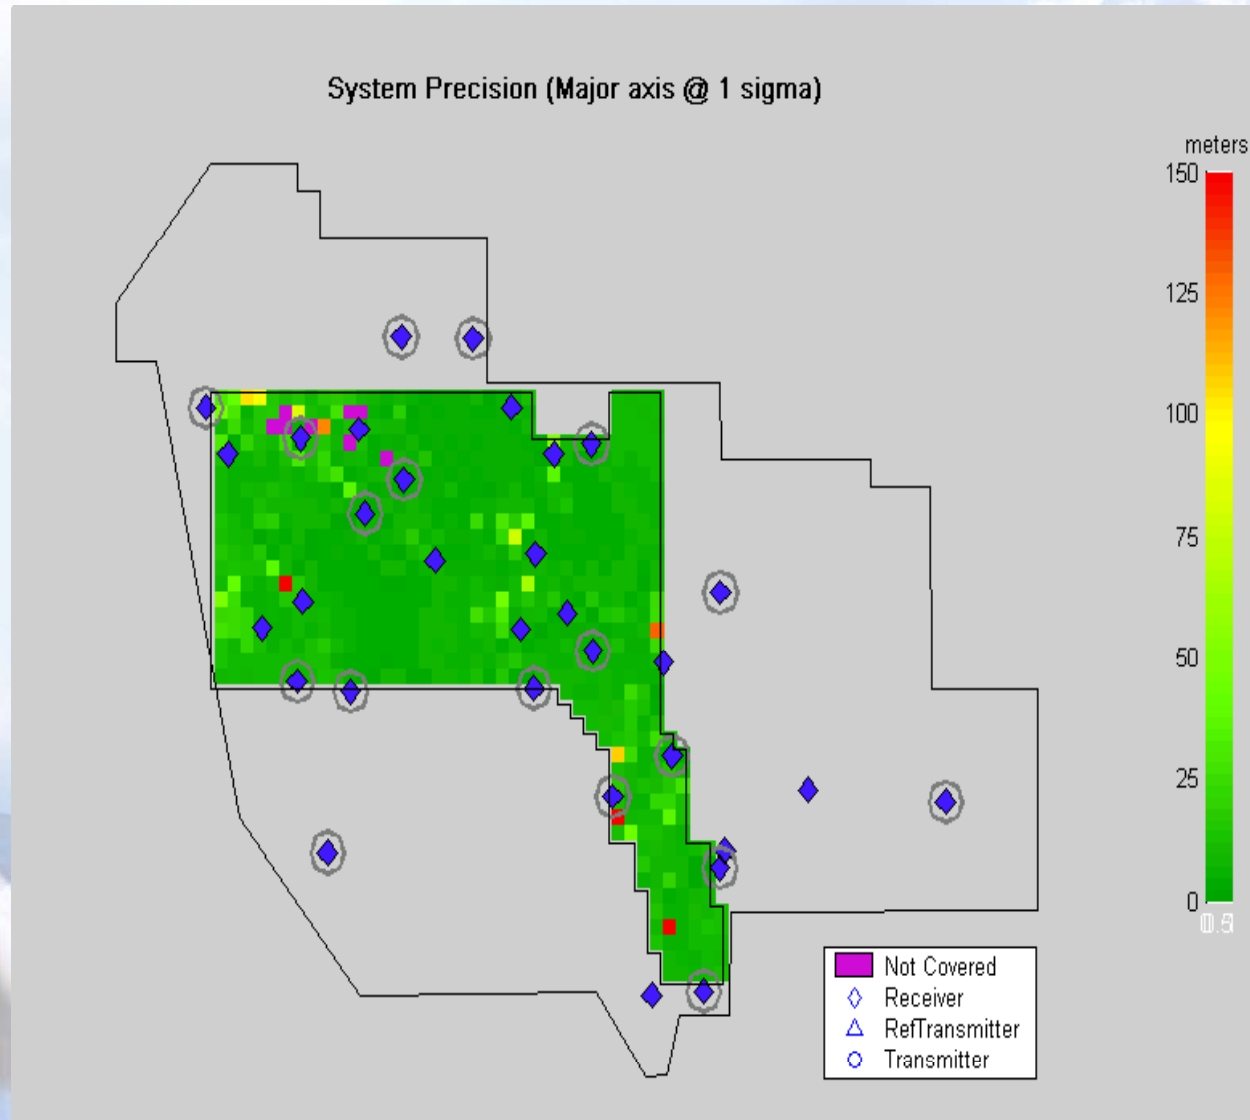 System Precision (Major axis @ 1 sigma)
meters
150
125
100
75
50
25
0
Not Covered
Receiver
RefTransmitter
Transmitter